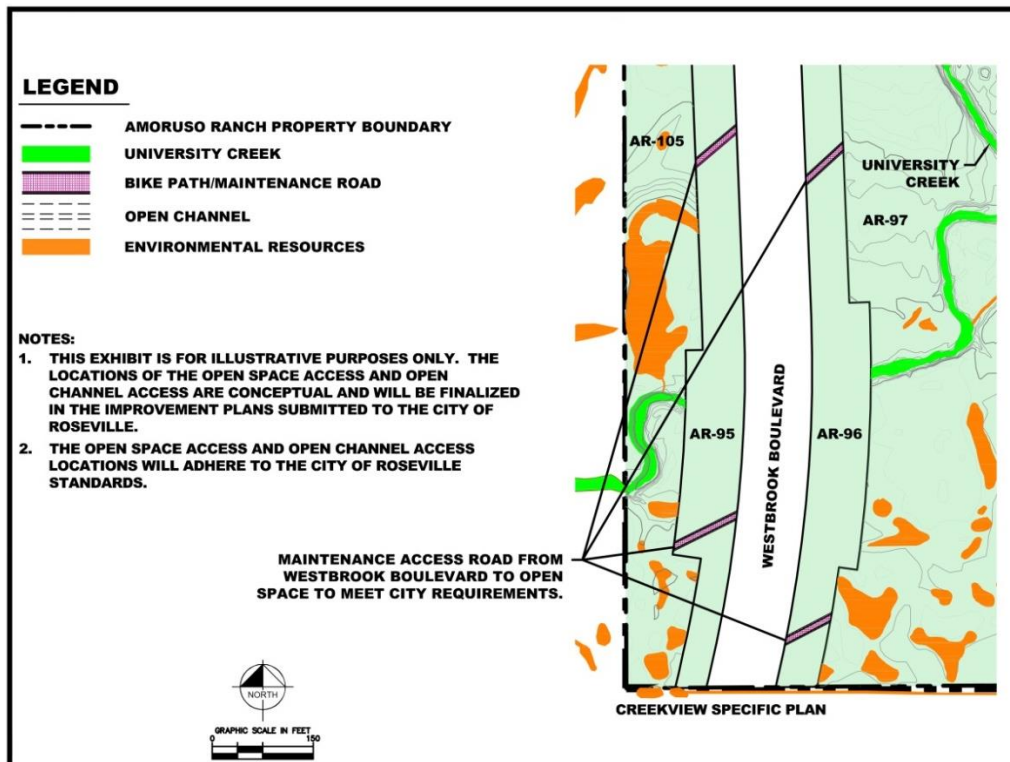 LEGEND
AMORUSO RANCH PROPERTY BOUNDARY
UNIVERSITY CREEK
BIKE PATH/MAINTENANCE ROAD
OPEN CHANNEL
ENVIRONMENTAL RESOURCES
NOTES:
1. THIS EXHIBIT IS FOR ILLUSTRATIVE PURPOSES ONLY. THE
LOCATIONS OF THE OPEN SPACE ACCESS AND OPEN
CHANNEL ACCESS ARE CONCEPTUAL AND WILL BE FINALIZED
IN THE IMPROVEMENT PLANS SUBMITTED TO THE CITY OF
ROSEVILLE.
2. THE OPEN SPACE ACCESS AND OPEN CHANNEL ACCESS
LOCATIONS WILL ADHERE TO THE CITY OF ROSEVILLE
STANDARDS.
MAINTENANCE ACCESS ROAD FROM
WESTBROOK BOULEVARD TO OPEN
SPACE TO MEET CITY REQUIREMENTS.
NORTH
GRAPHIC SCALE IN FEET
0 150
AR-105
UNIVERSITY
CREEK
AR-97
AR-95
WESTBROOK BOULEVARD
AR-96
CREEKVIEW SPECIFIC PLAN